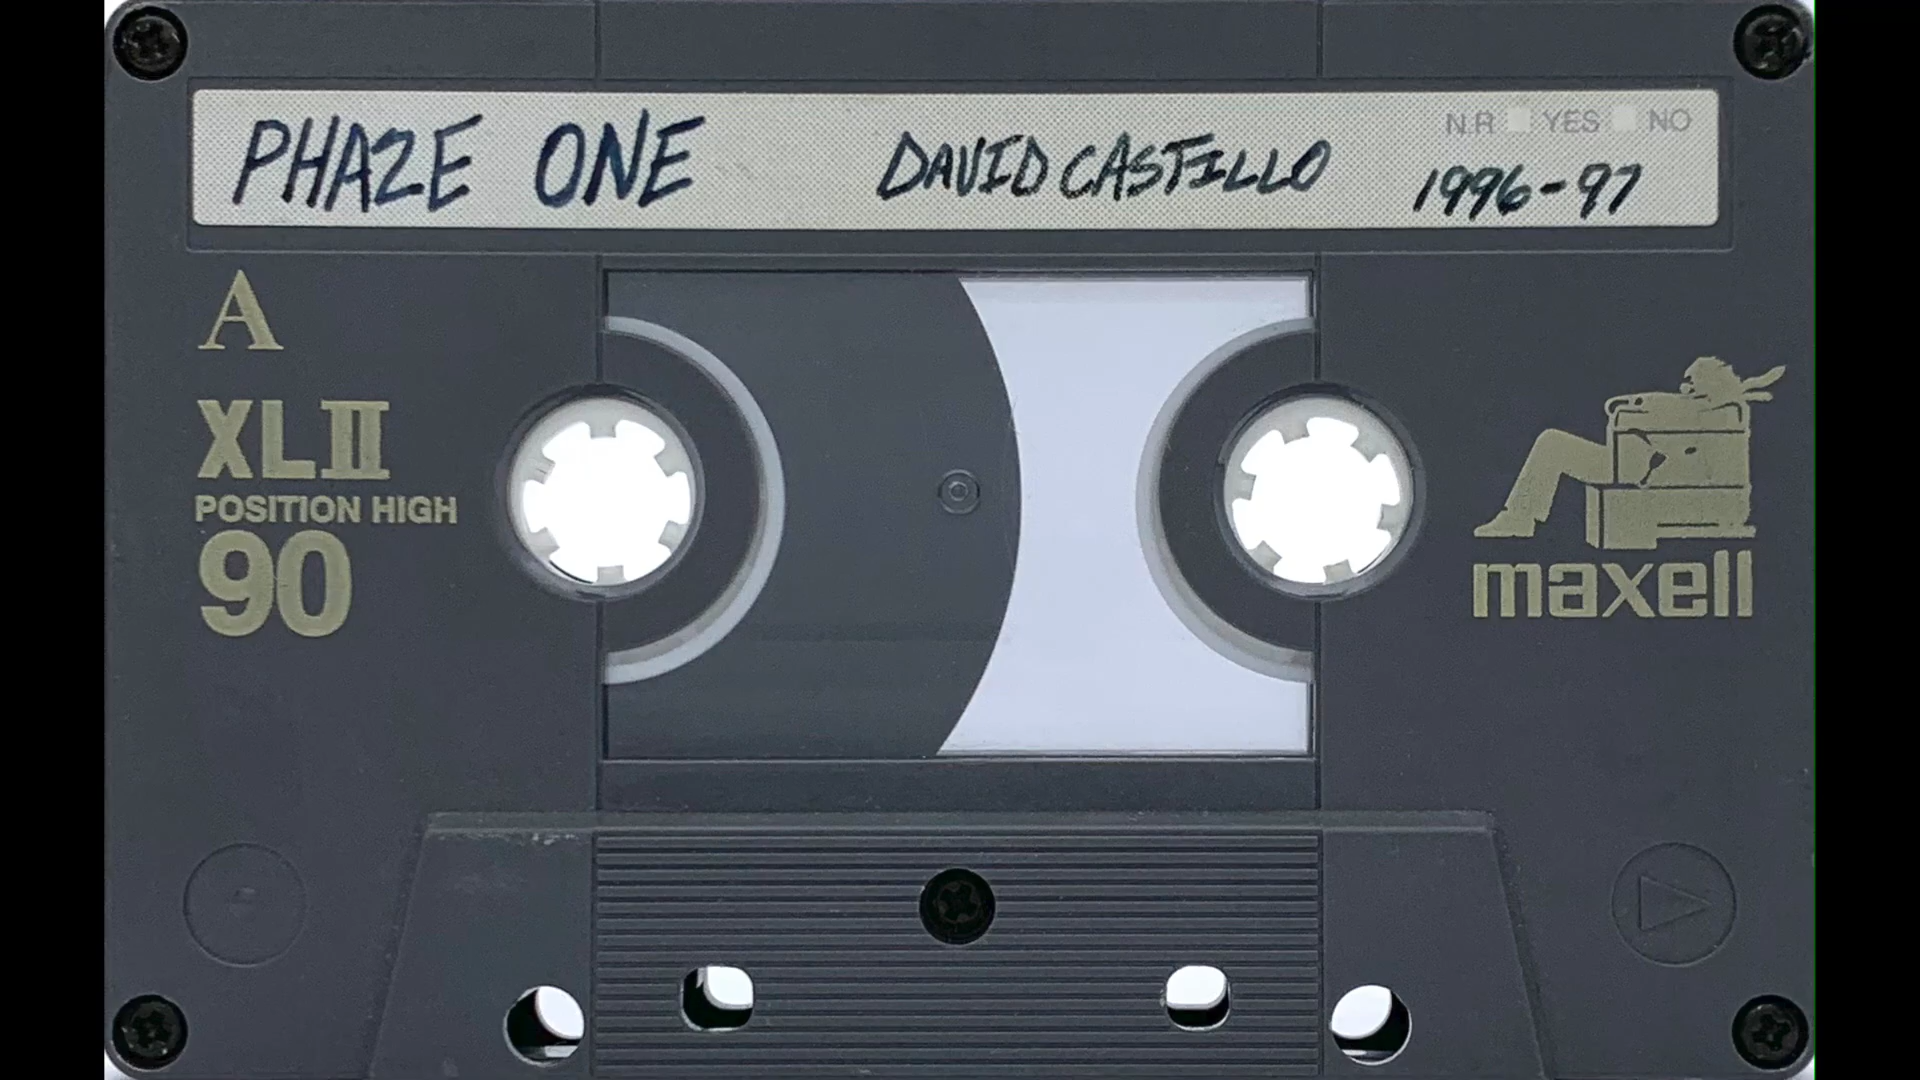 N.R YES NO
PHAZE ONE DAVID CASTILLO 1996-97
A
XLII
POSITION HIGH
90
maxell